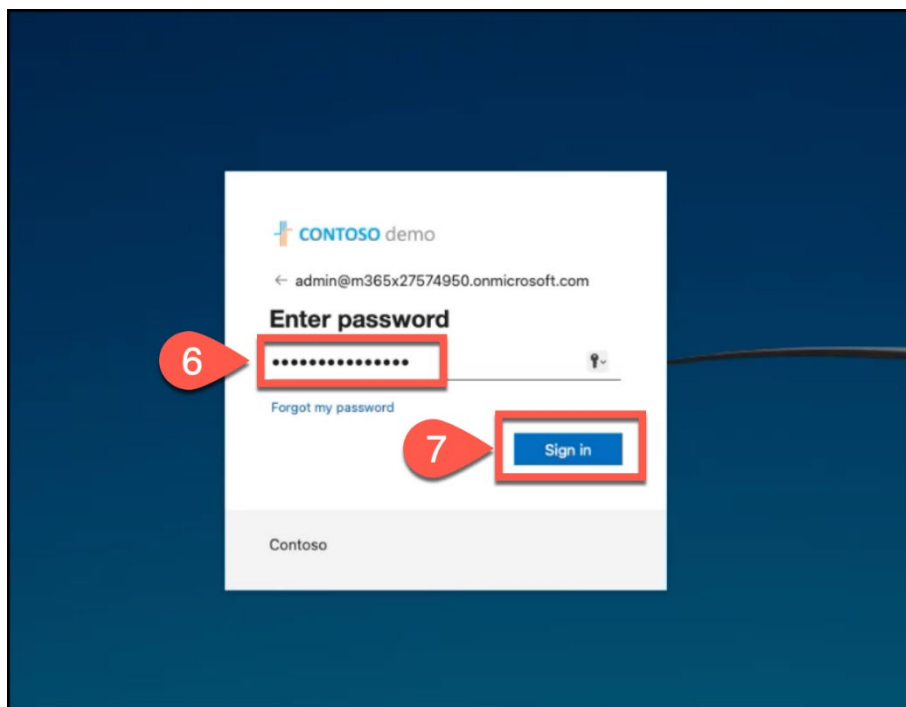 CONTOSO demo
← admin@m365x27574950.onmicrosoft.com
Enter password
6
•••••••••••••••
Forgot my password
7
Sign in
Contoso